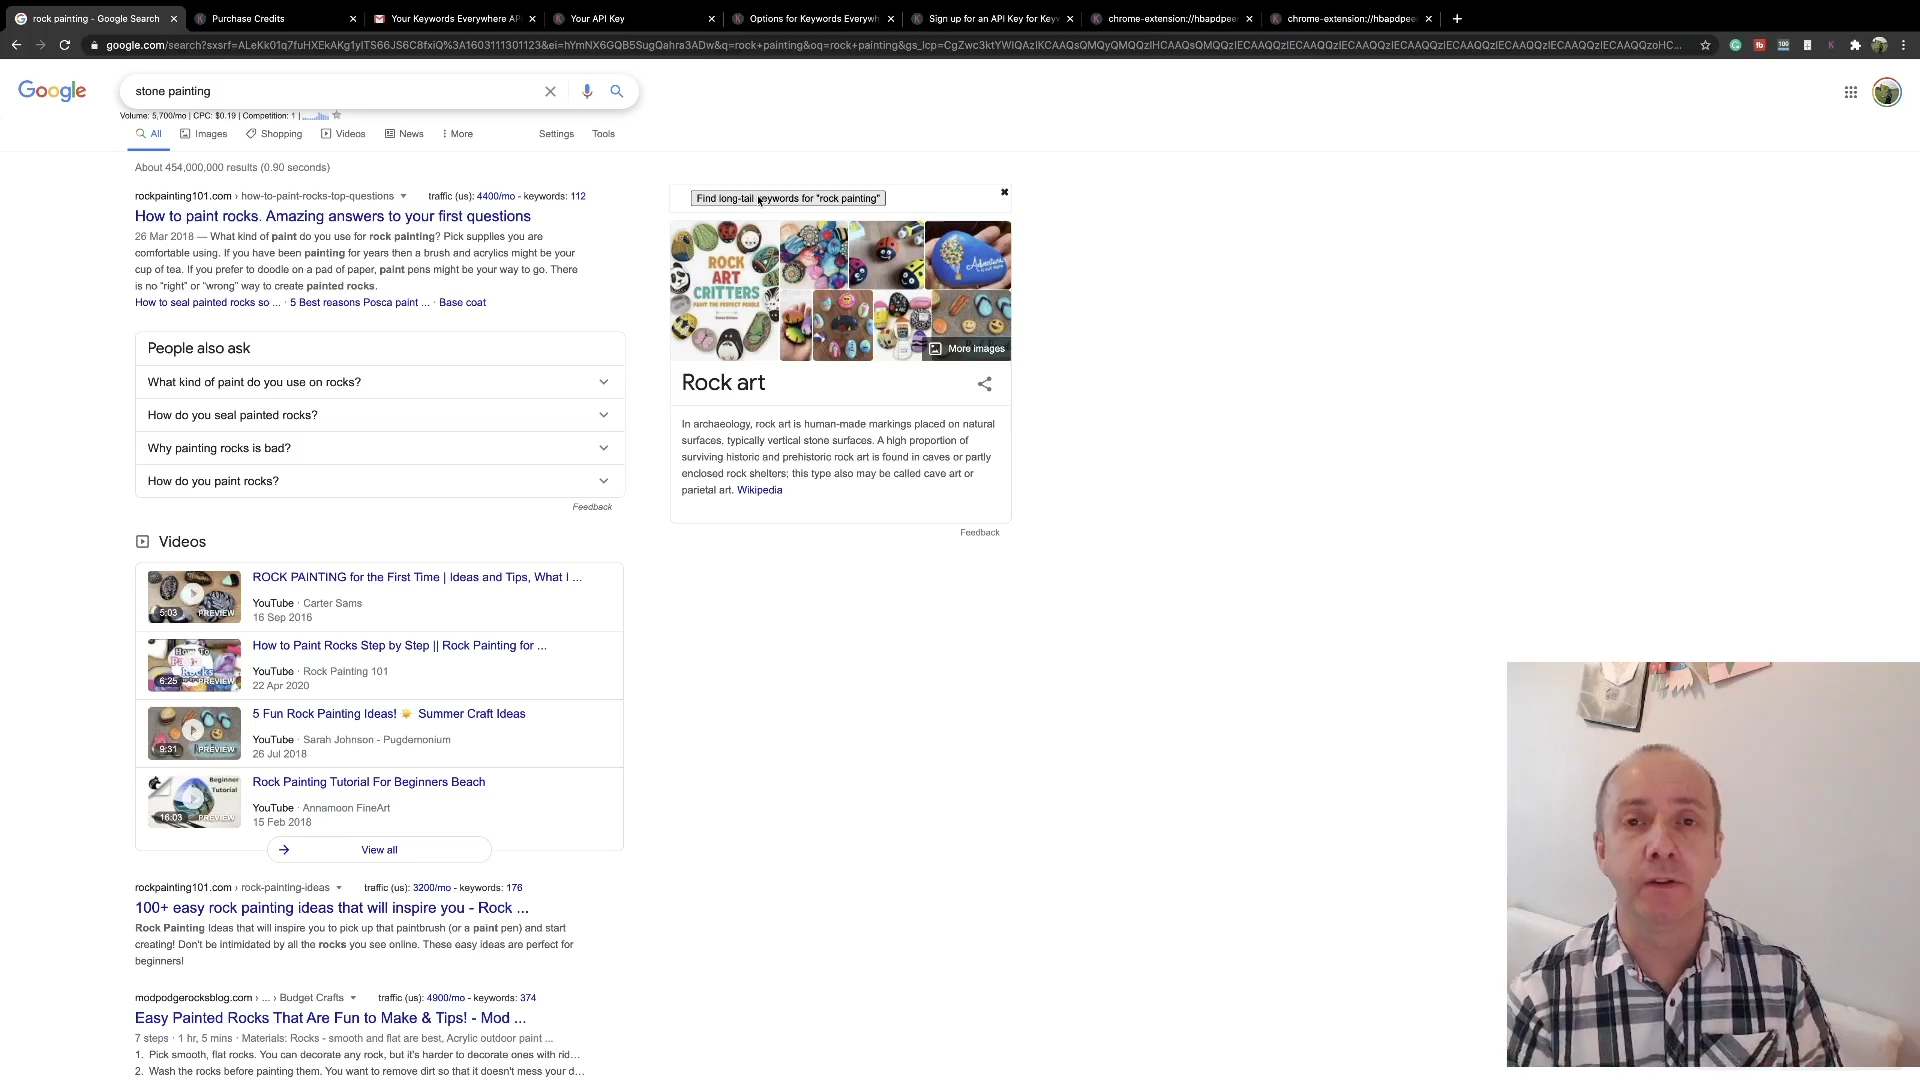 rock painting - Google Search
Purchase Credits
Your Keywords Everywhere AP
Your API Key
Options for Keywords Everywh
Sign up for an API Key for Key
chrome-extension://hbapdpee
chrome-extension://hbapdpee
Google
stone painting
Volume: 5,700/mo | CPC: $0.19 | Competition: 1 |
All
Images
Shopping
Videos
News
More
Settings
Tools
About 454,000,000 results (0.90 seconds)
rockpainting101.com › how-to-paint-rocks-top-questions
traffic (us): 4400/mo - keywords: 112
How to paint rocks. Amazing answers to your first questions
26 Mar 2018 — What kind of paint do you use for rock painting? Pick supplies you are
comfortable using. If you have been painting for years then a brush and acrylics might be your
cup of tea. If you prefer to doodle on a pad of paper, paint pens might be your way to go. There
is no “right” or “wrong” way to create painted rocks.
How to seal painted rocks so ... · 5 Best reasons Posca paint ... · Base coat
People also ask
What kind of paint do you use on rocks?
How do you seal painted rocks?
Why painting rocks is bad?
How do you paint rocks?
Feedback
Videos
ROCK PAINTING for the First Time | Ideas and Tips, What I ...
YouTube · Carter Sams
16 Sep 2016
5:03
PREVIEW
How to Paint Rocks Step by Step || Rock Painting for ...
YouTube · Rock Painting 101
22 Apr 2020
How To
6:25
PREVIEW
5 Fun Rock Painting Ideas! ☀️ Summer Craft Ideas
YouTube · Sarah Johnson - Pugdemonium
26 Jul 2018
9:31
PREVIEW
Rock Painting Tutorial For Beginners Beach
YouTube · Annamoon FineArt
15 Feb 2018
Beginner
Tutorial
16:03
PREVIEW
View all
rockpainting101.com › rock-painting-ideas
traffic (us): 3200/mo - keywords: 176
100+ easy rock painting ideas that will inspire you - Rock ...
Rock Painting Ideas that will inspire you to pick up that paintbrush (or a paint pen) and start
creating! Don't be intimidated by all the rocks you see online. These easy ideas are perfect for
beginners!
modpodgerocksblog.com › ... › Budget Crafts
traffic (us): 4900/mo - keywords: 374
Easy Painted Rocks That Are Fun to Make & Tips! - Mod ...
7 steps · 1 hr, 5 mins · Materials: Rocks - smooth and flat are best, Acrylic outdoor paint ...
1. Pick smooth, flat rocks. You can decorate any rock, but it's harder to decorate ones with rid…
2. Wash the rocks before painting them. You want to remove dirt so that it doesn't mess your d…
Find long-tail keywords for "rock painting"
ROCK
ART
CRITTERS
Adventure
is out there
More images
Rock art
In archaeology, rock art is human-made markings placed on natural
surfaces, typically vertical stone surfaces. A high proportion of
surviving historic and prehistoric rock art is found in caves or partly
enclosed rock shelters; this type also may be called cave art or
parietal art. Wikipedia
Feedback